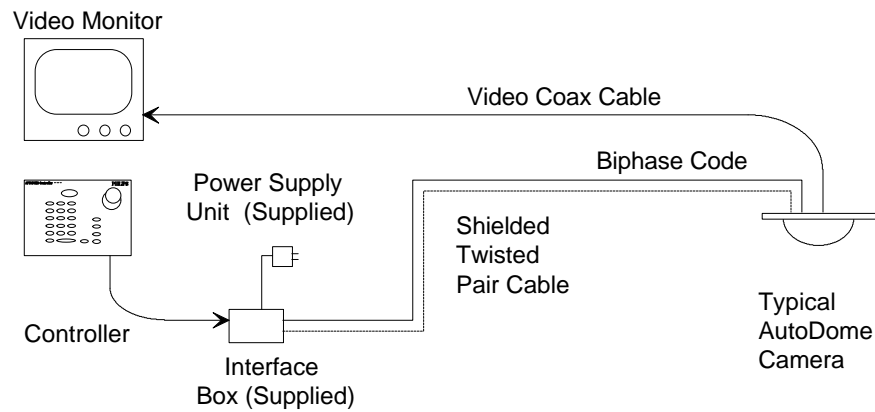 Video Monitor
Video Coax Cable
Biphase Code
Power Supply
Unit (Supplied)
PHILIPS
Shielded
Twisted
Pair Cable
Controller
Interface
Box (Supplied)
Typical
AutoDome
Camera